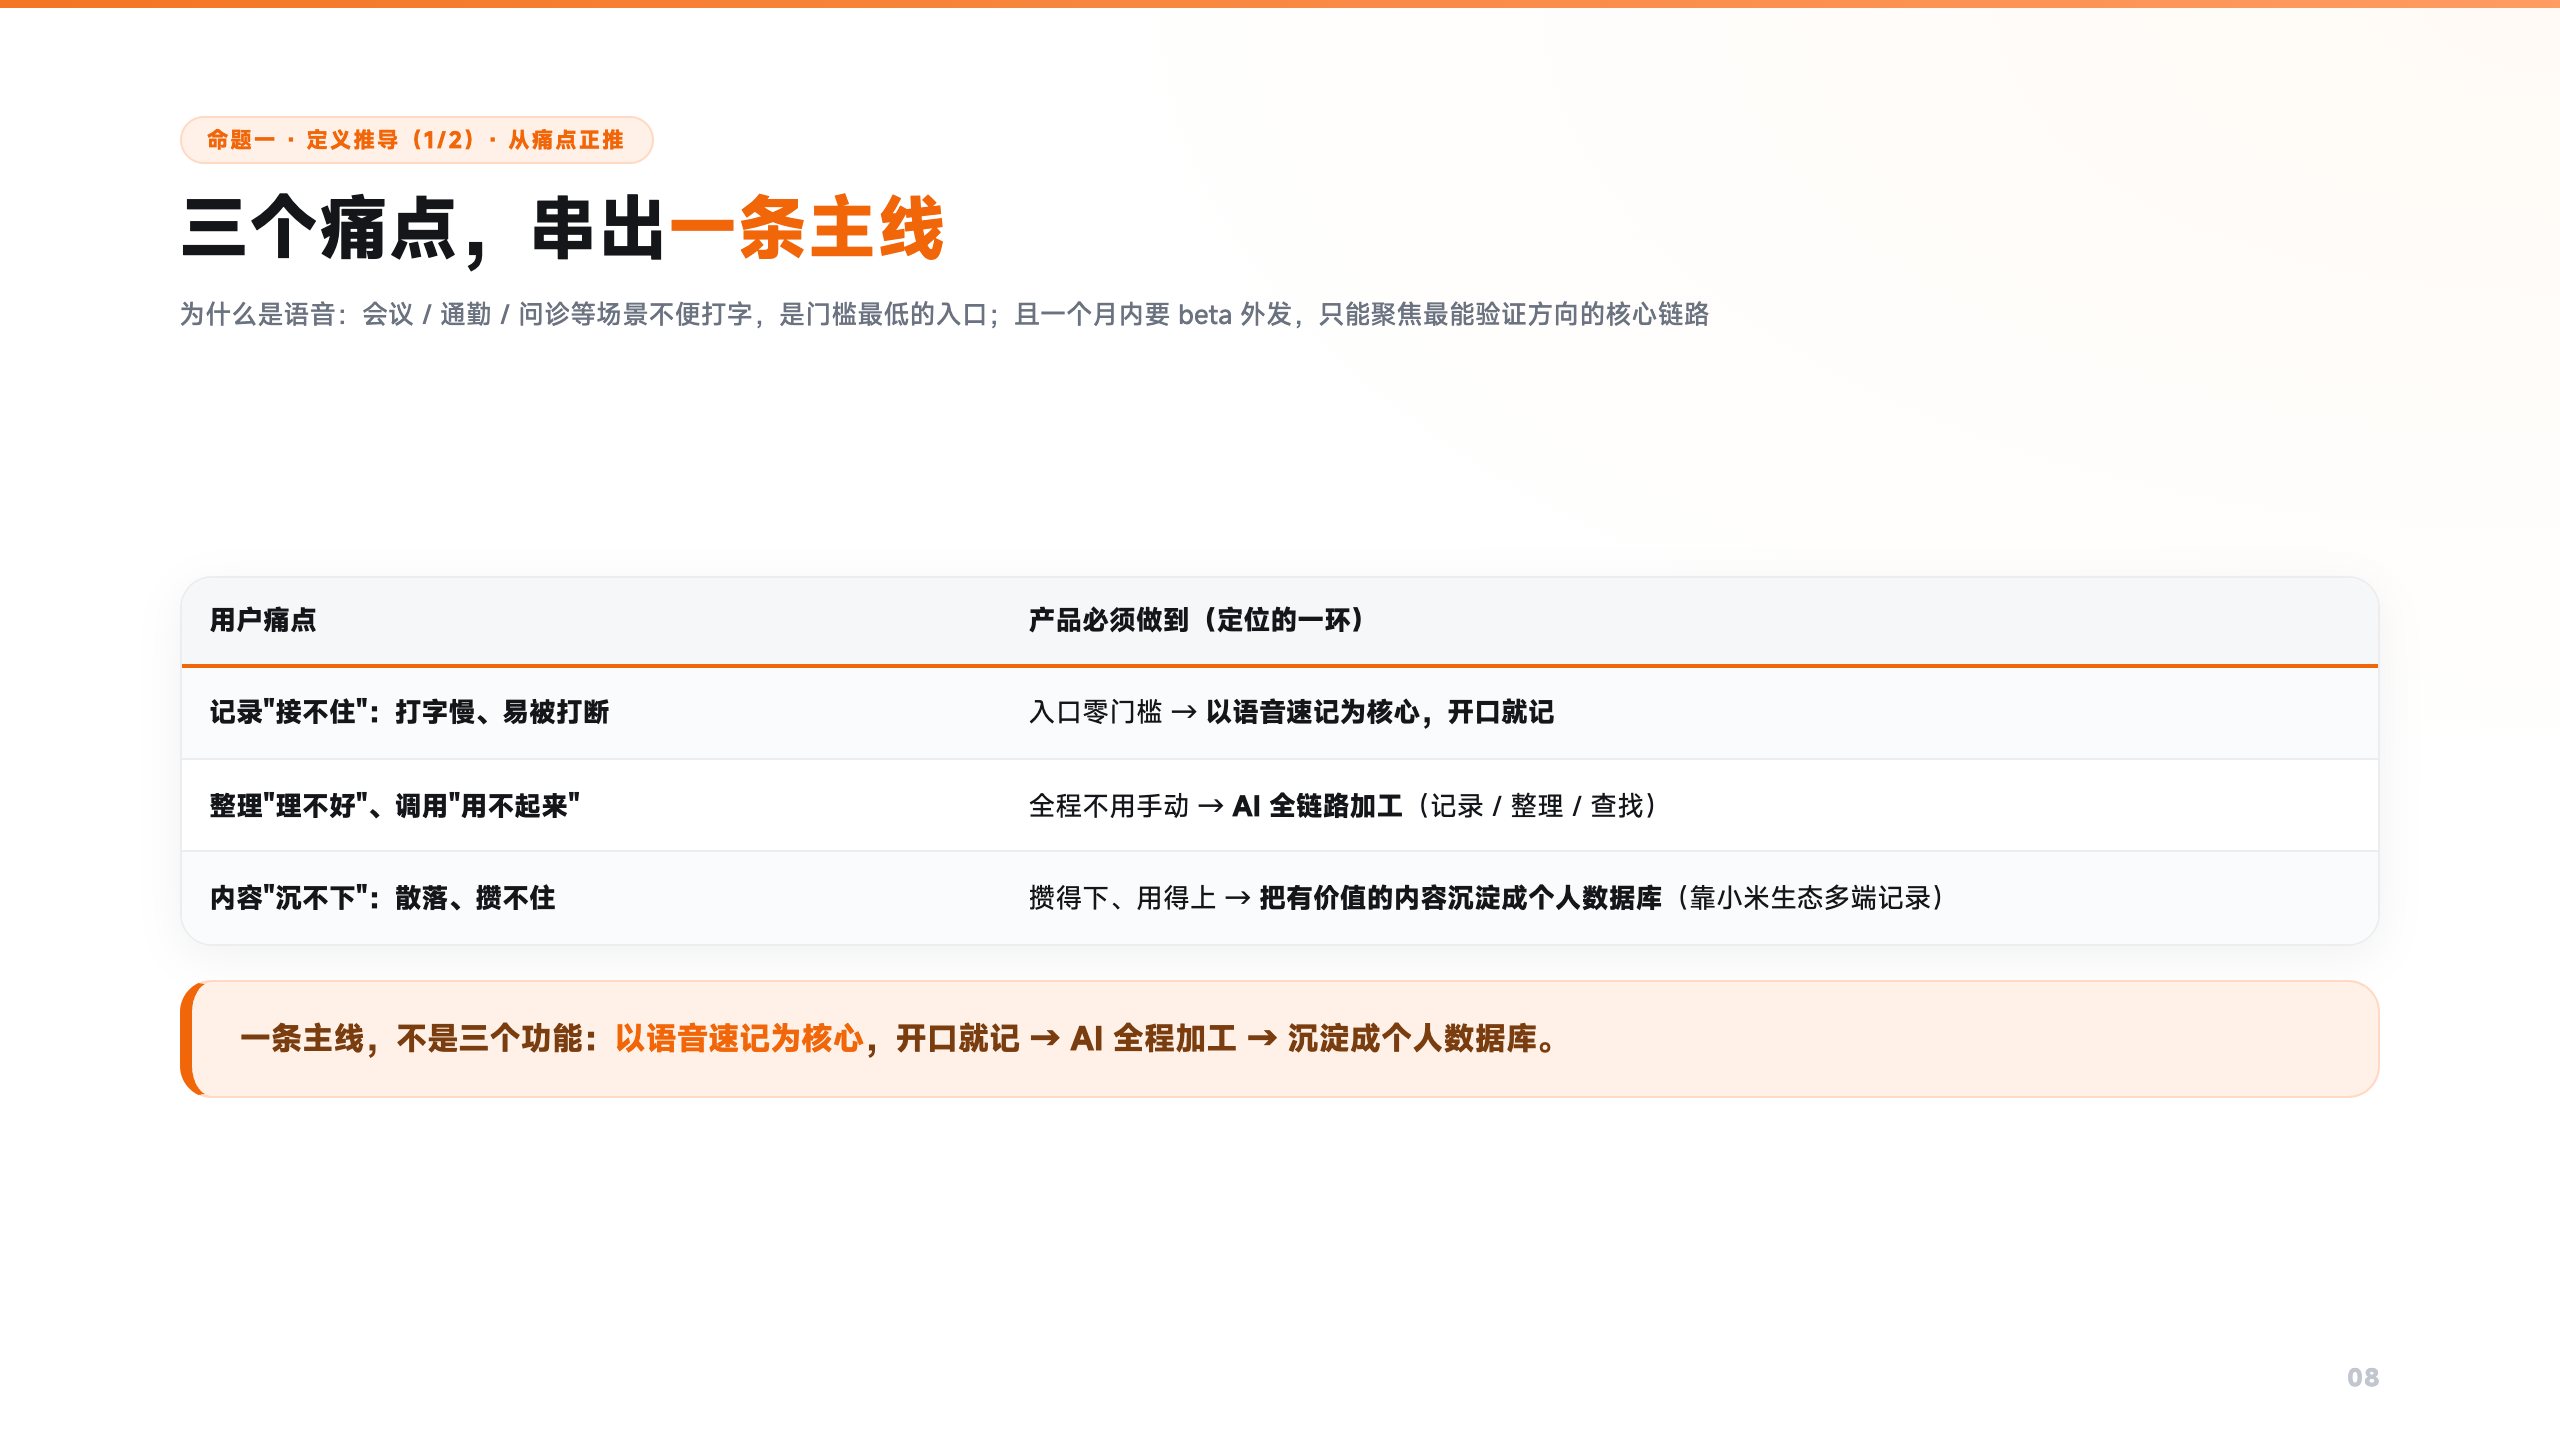 命题一 · 定义推导（1/2）· 从痛点正推
三个痛点，串出一条主线
为什么是语音：会议 / 通勤 / 问诊等场景不便打字，是门槛最低的入口；且一个月内要 beta 外发，只能聚焦最能验证方向的核心链路
用户痛点 产品必须做到（定位的一环）
记录"接不住"：打字慢、易被打断 入口零门槛 → 以语音速记为核心，开口就记
整理"理不好"、调用"用不起来" 全程不用手动 → AI 全链路加工（记录 / 整理 / 查找）
内容"沉不下"：散落、攒不住 攒得下、用得上 → 把有价值的内容沉淀成个人数据库（靠小米生态多端记录）
一条主线，不是三个功能：以语音速记为核心，开口就记 → AI 全程加工 → 沉淀成个人数据库。
08